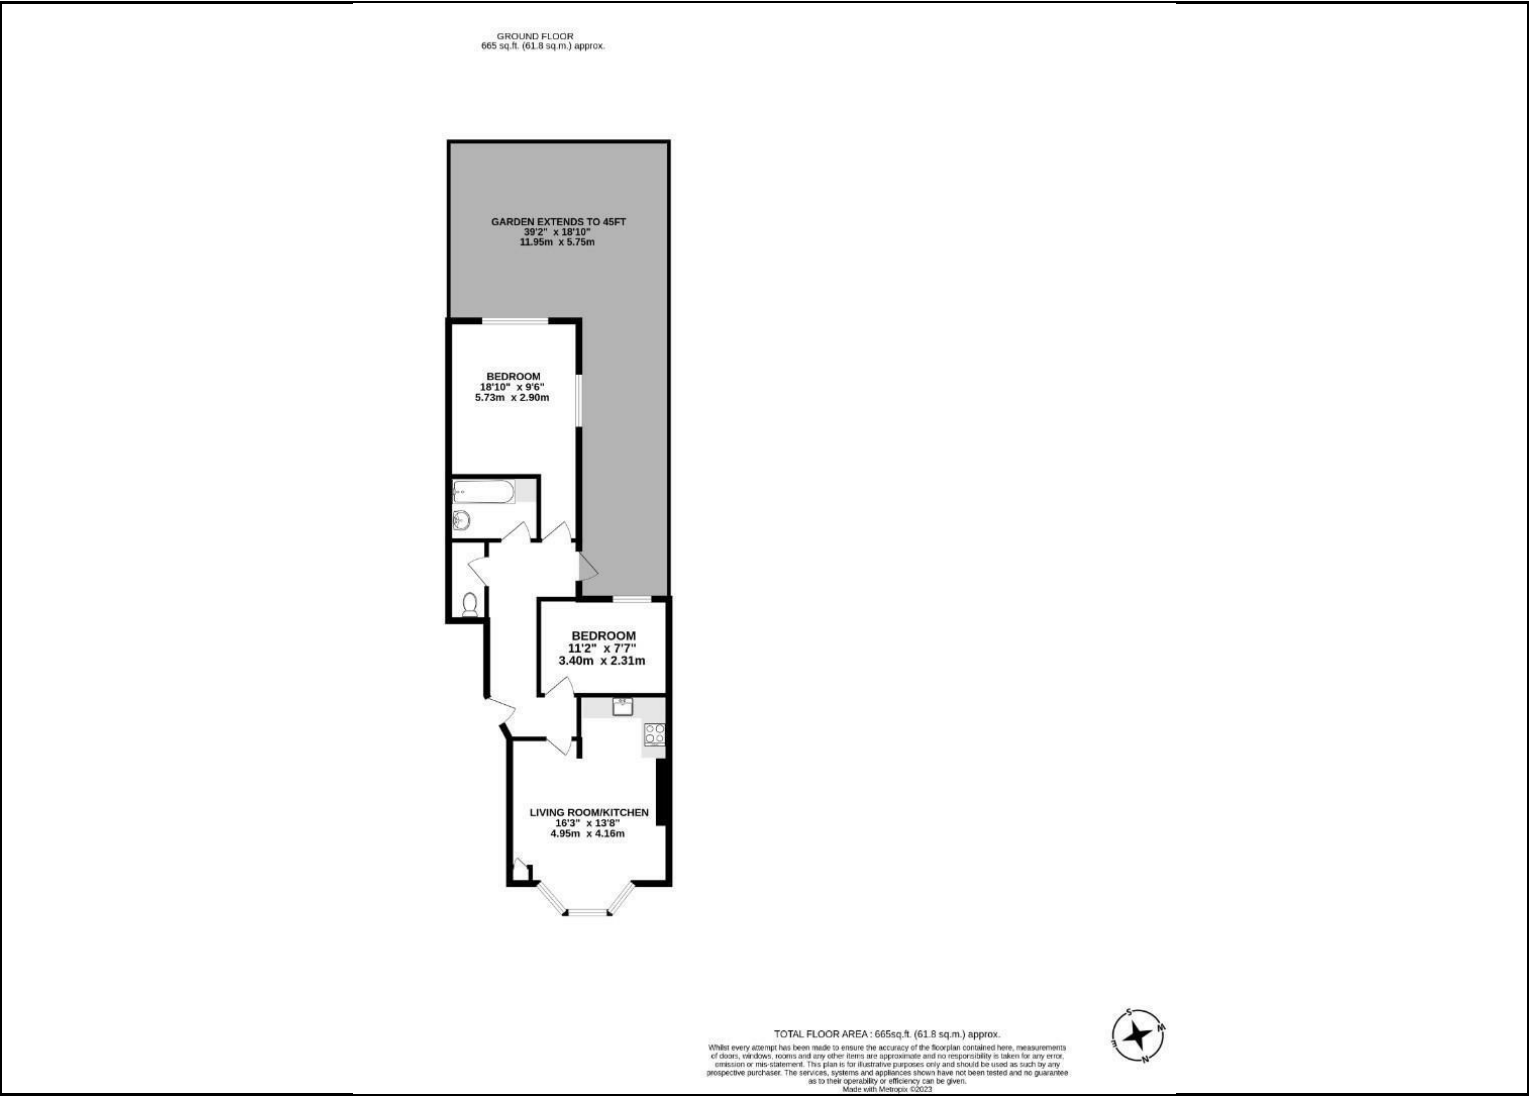 GROUND FLOOR
665 sq.ft. (61.8 sq.m.) approx.
GARDEN EXTENDS TO 45FT
39'2" x 18'10"
11.95m x 5.75m
BEDROOM
18'10" x 9'6"
5.73m x 2.90m
BEDROOM
11'2" x 7'7"
3.40m x 2.31m
LIVING ROOM/KITCHEN
16'3" x 13'8"
4.95m x 4.16m
S
W
E
N
TOTAL FLOOR AREA : 665sq.ft. (61.8 sq.m.) approx.
Whilst every attempt has been made to ensure the accuracy of the floorplan contained here, measurements
of doors, windows, rooms and any other items are approximate and no responsibility is taken for any error,
omission or mis-statement. This plan is for illustrative purposes only and should be used as such by any
prospective purchaser. The services, systems and appliances shown have not been tested and no guarantee
as to their operability or efficiency can be given.
Made with Metropix ©2023